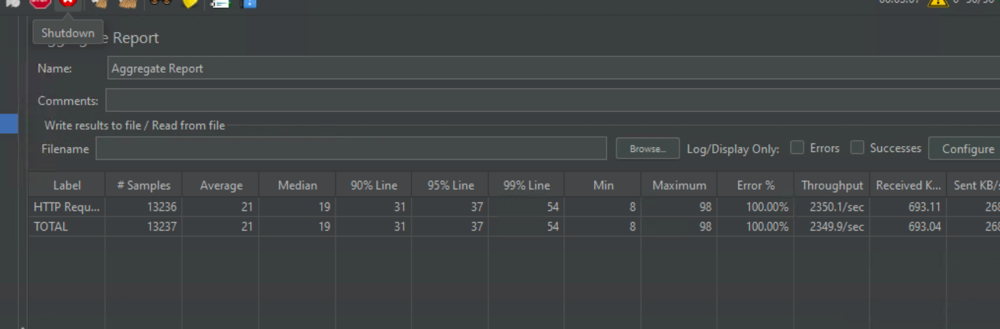 Shutdown
Report
Name: Aggregate Report
Comments:
Write results to file / Read from file
Filename Browse... Log/Display Only: Errors Successes Configure
Label # Samples Average Median 90% Line 95% Line 99% Line Min Maximum Error % Throughput Received K... Sent KB/s
HTTP Requ... 13236 21 19 31 37 54 8 98 100.00% 2350.1/sec 693.11 268
TOTAL 13237 21 19 31 37 54 8 98 100.00% 2349.9/sec 693.04 268